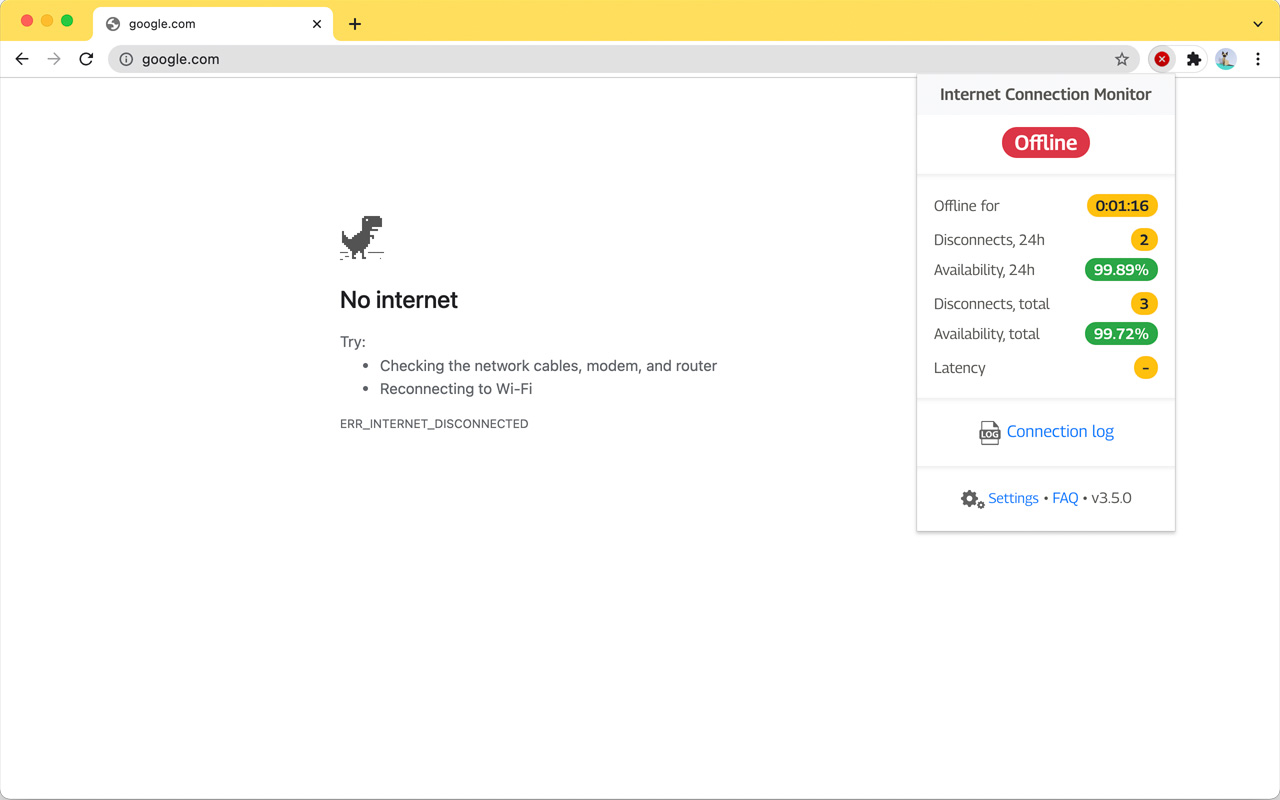 google.com
google.com
Internet Connection Monitor
Offline
Offline for 0:01:16
Disconnects, 24h 2
Availability, 24h 99.89%
Disconnects, total 3
Availability, total 99.72%
Latency -
LOG Connection log
Settings • FAQ • v3.5.0
No internet
Try:
• Checking the network cables, modem, and router
• Reconnecting to Wi-Fi
ERR_INTERNET_DISCONNECTED